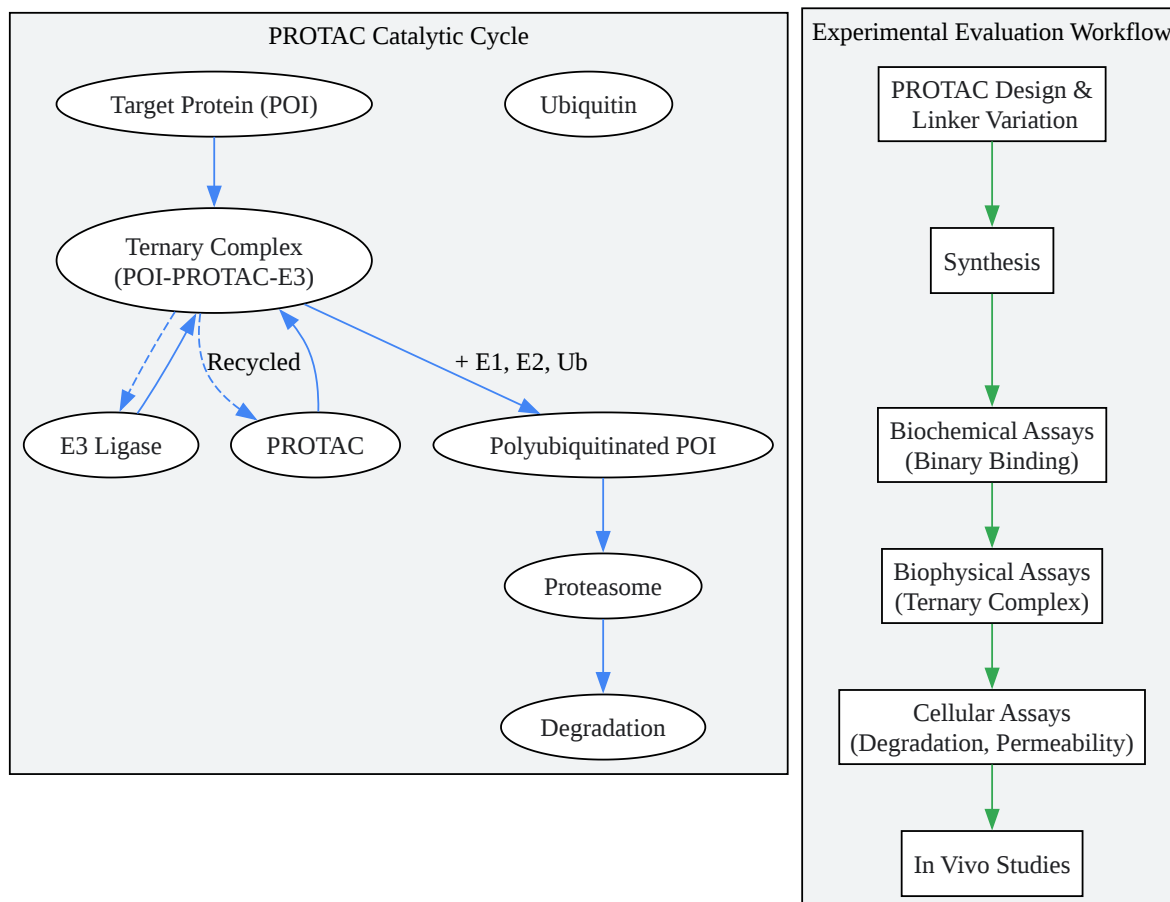 PROTAC Catalytic Cycle
Target Protein (POI)
Ubiquitin
Ternary Complex
(POI-PROTAC-E3)
Recycled
+ E1, E2, Ub
E3 Ligase
PROTAC
Polyubiquitinated POI
Proteasome
Degradation
Experimental Evaluation Workflow
PROTAC Design &
Linker Variation
Synthesis
Biochemical Assays
(Binary Binding)
Biophysical Assays
(Ternary Complex)
Cellular Assays
(Degradation, Permeability)
In Vivo Studies